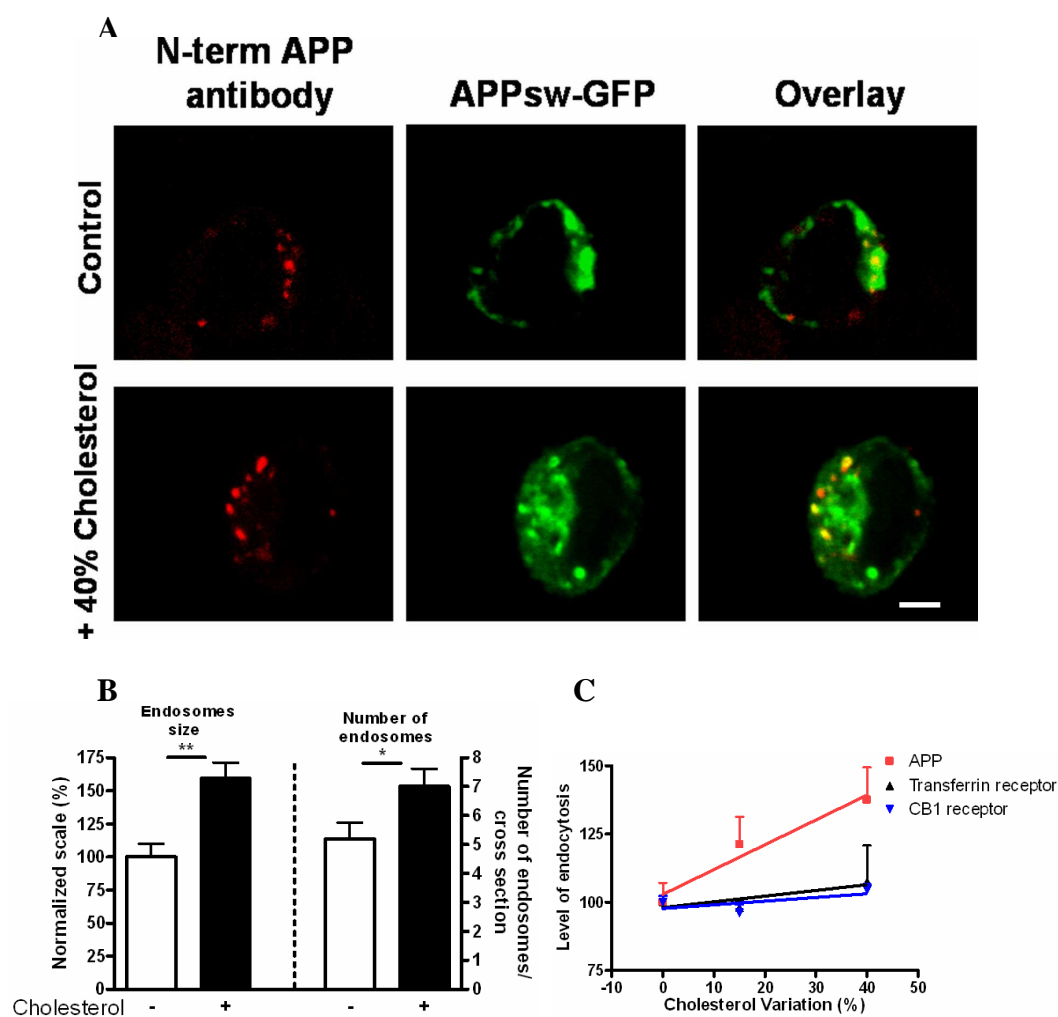 A
N-term APP
antibody
APPsw-GFP
Overlay
Control
+ 40% Cholesterol
B
Endosomes
size
**
Number of
endosomes
*
Normalized scale (%)
175
150
125
100
75
50
25
0
8
7
6
5
4
3
2
1
0
Number of endosomes/
cross section
Cholesterol - + - +
C
APP
Transferrin receptor
CB1 receptor
Level of endocytosis
150
125
100
75
-10 0 10 20 30 40 50
Cholesterol Variation (%)